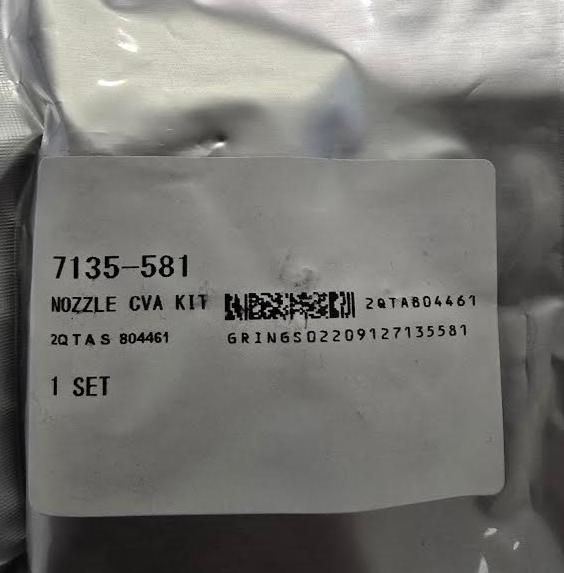 7135-581
NOZZLE CVA KIT
2QTA804461
2QTAS 804461
GRINGS02209127135581
1 SET